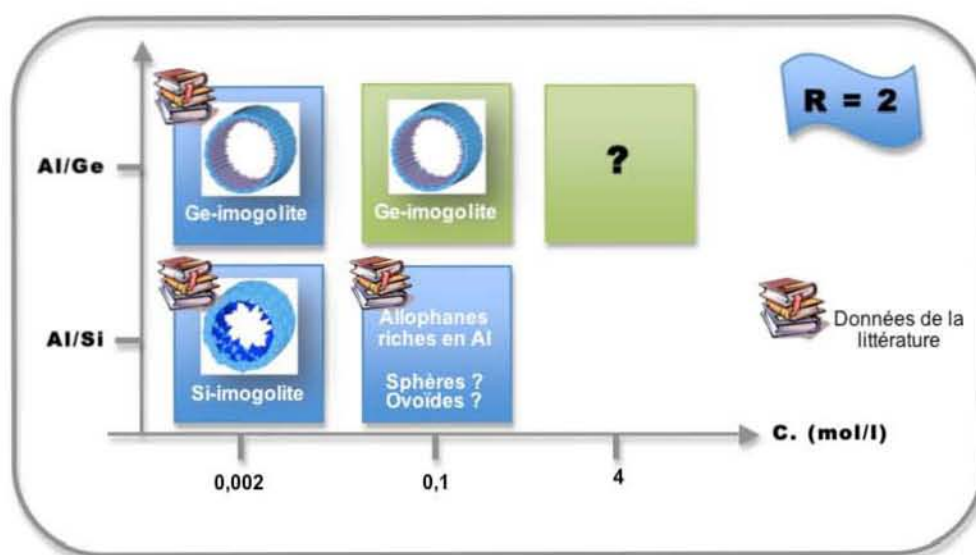 R = 2
Al/Ge
Ge-imogolite
Ge-imogolite
?
Al/Si
Si-imogolite
Allophanes
riches en Al
Sphères ?
Ovoïdes ?
Données de la
littérature
C. (mol/l)
0,002
0,1
4